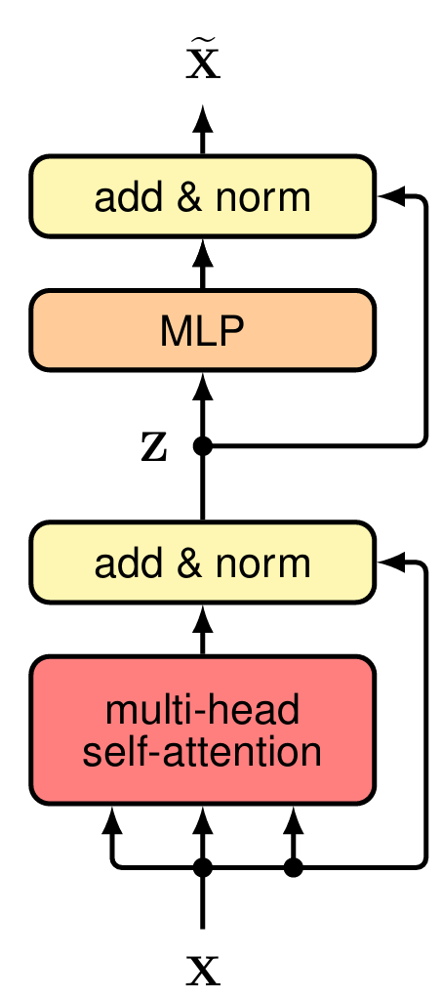 x̃
add & norm
MLP
z
add & norm
multi-head
self-attention
x